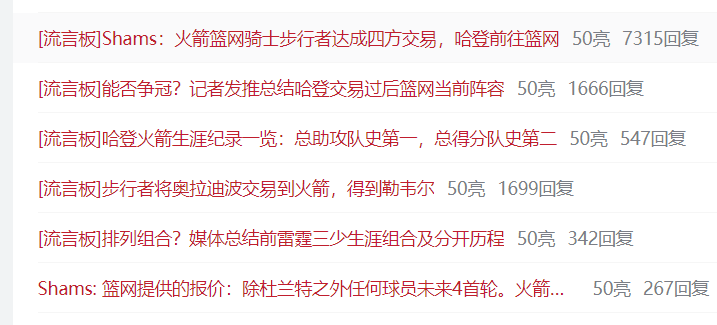 [流言板]Shams：火箭篮网骑士步行者达成四方交易，哈登前往篮网 50亮 7315回复
[流言板]能否争冠？记者发推总结哈登交易过后篮网当前阵容 50亮 1666回复
[流言板]哈登火箭生涯纪录一览：总助攻队史第一，总得分队史第二 50亮 547回复
[流言板]步行者将奥拉迪波交易到火箭，得到勒韦尔 50亮 1699回复
[流言板]排列组合？媒体总结前雷霆三少生涯组合及分开历程 50亮 342回复
Shams: 篮网提供的报价：除杜兰特之外任何球员未来4首轮。火箭... 50亮 267回复